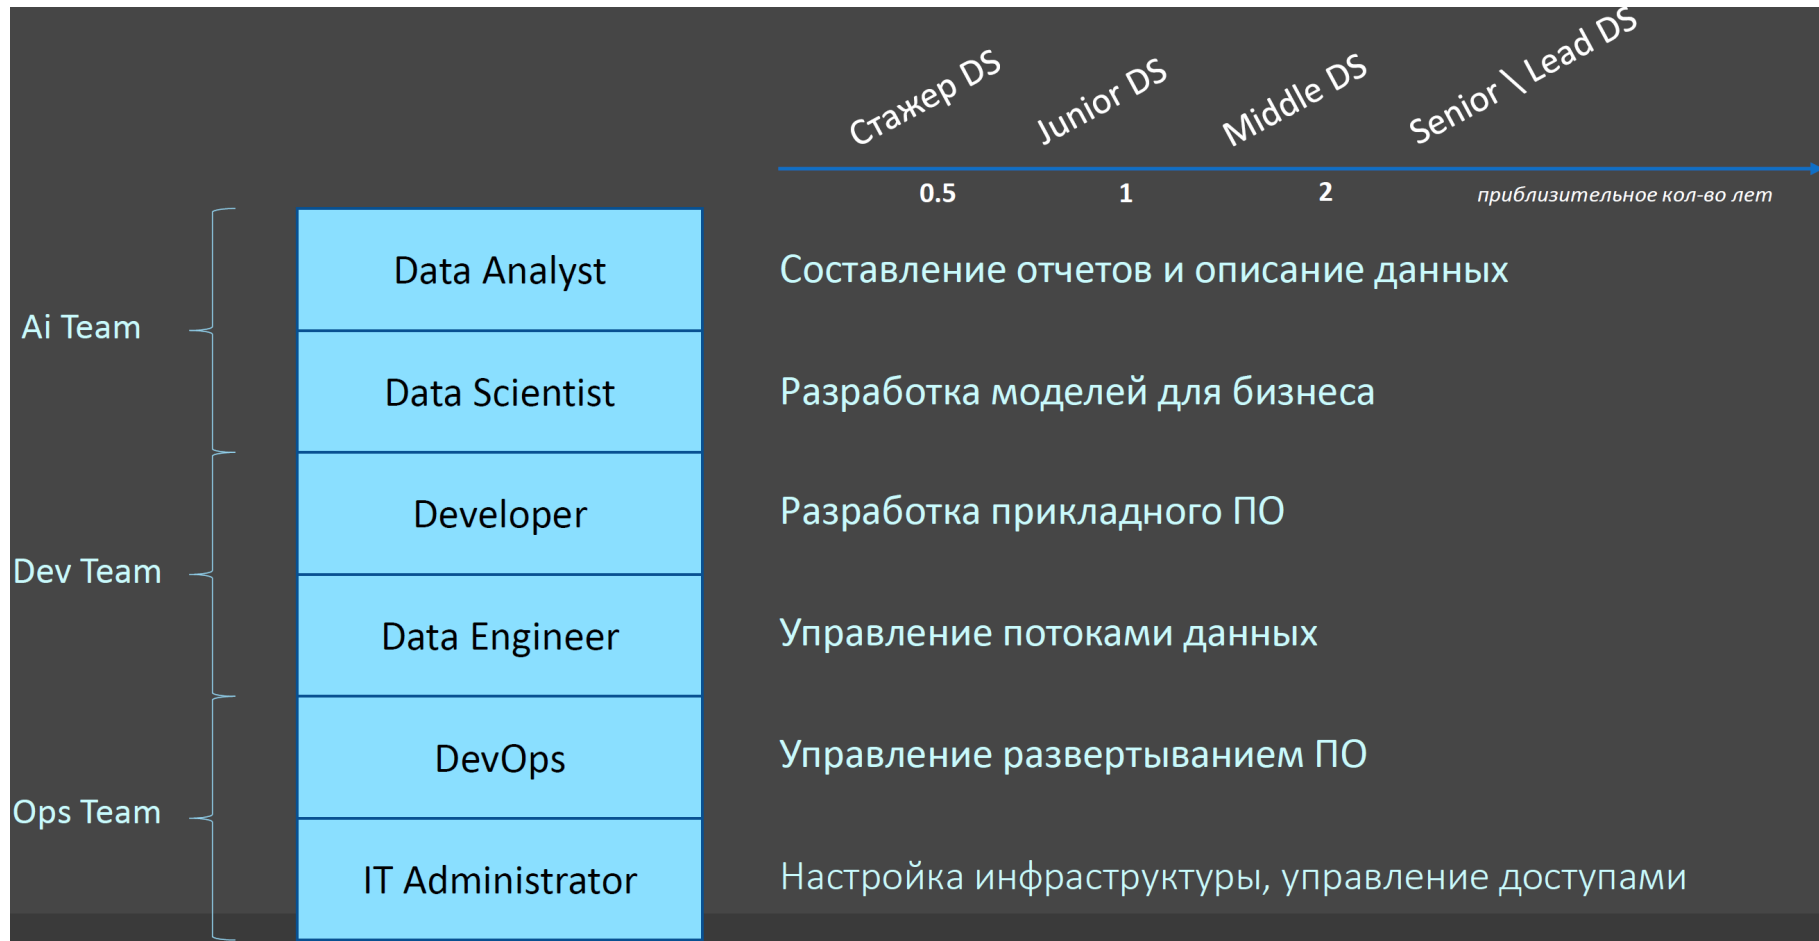 Стажер DS
Junior DS
Middle DS
Senior \ Lead DS
0.5
1
2
приблизительное кол-во лет
Ai Team
Data Analyst
Составление отчетов и описание данных
Data Scientist
Разработка моделей для бизнеса
Dev Team
Developer
Разработка прикладного ПО
Data Engineer
Управление потоками данных
Ops Team
DevOps
Управление развертыванием ПО
IT Administrator
Настройка инфраструктуры, управление доступами